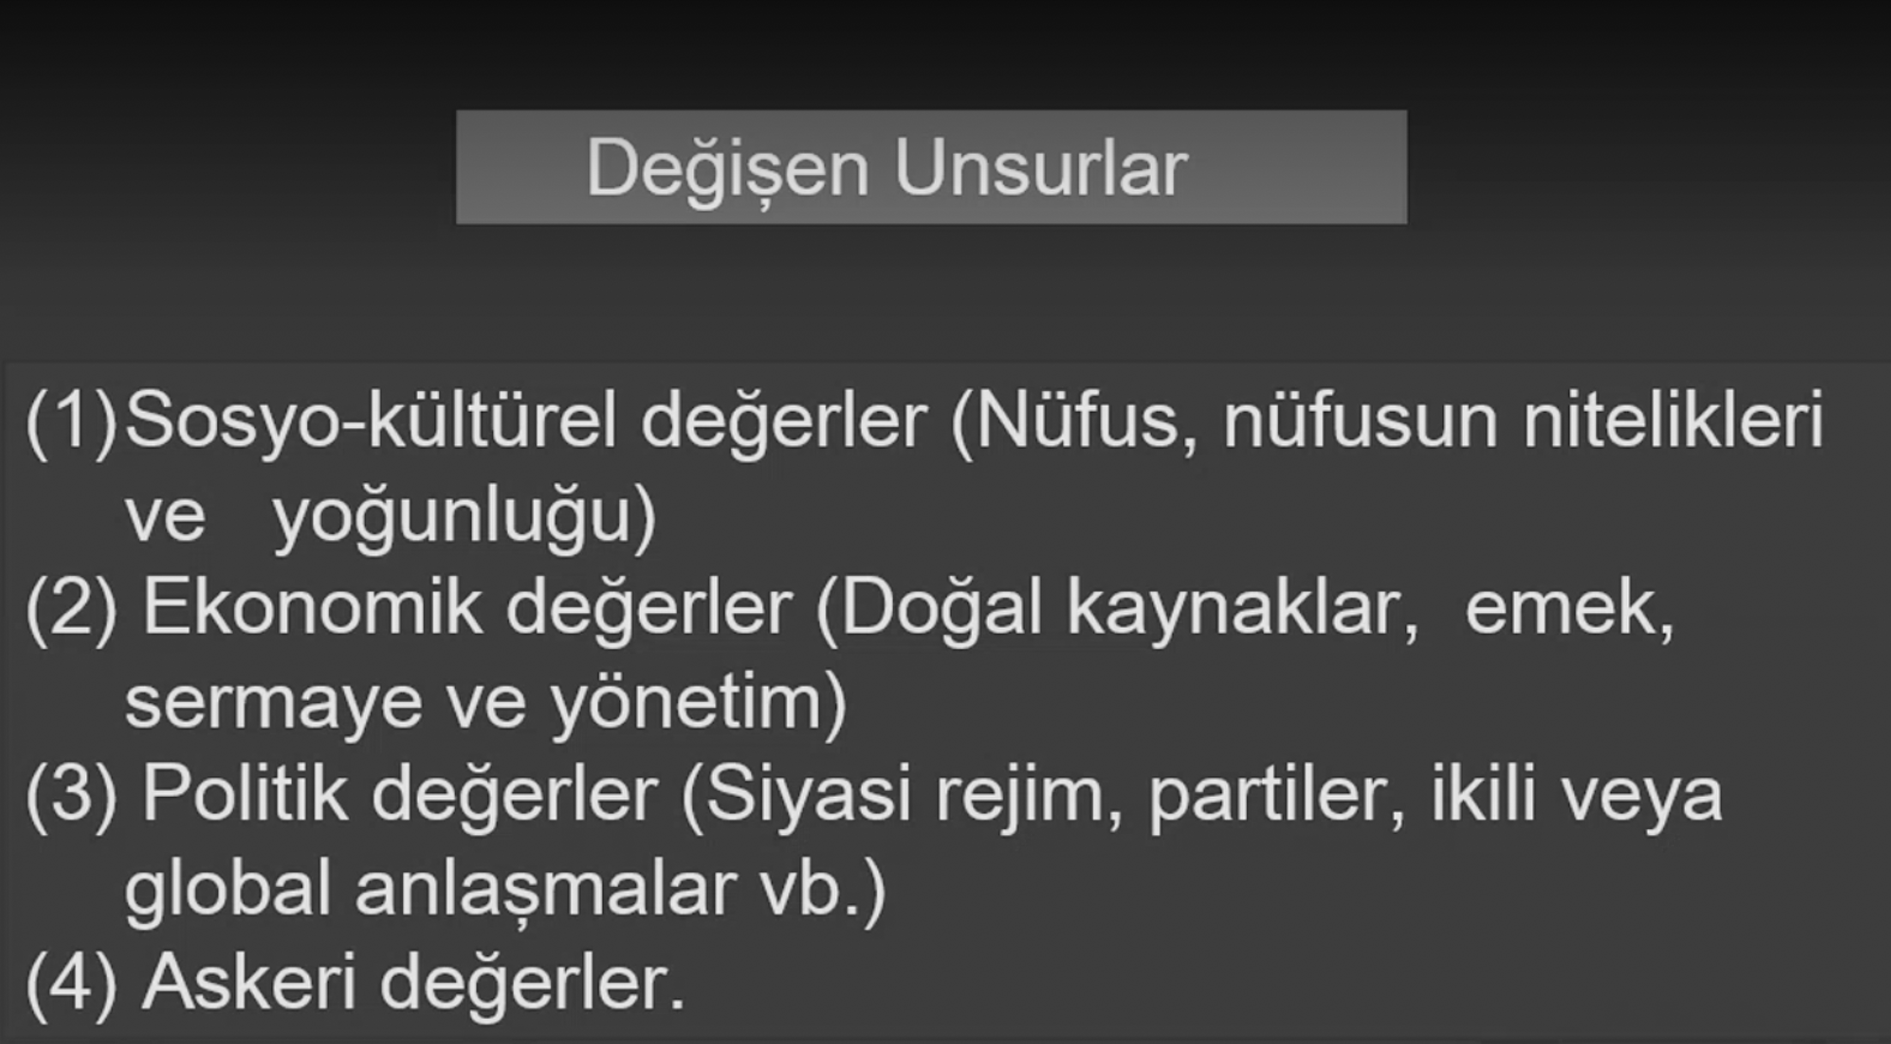 Değişen Unsurlar
(1)Sosyo-kültürel değerler (Nüfus, nüfusun nitelikleri
ve yoğunluğu)
(2) Ekonomik değerler (Doğal kaynaklar, emek,
sermaye ve yönetim)
(3) Politik değerler (Siyasi rejim, partiler, ikili veya
global anlaşmalar vb.)
(4) Askeri değerler.